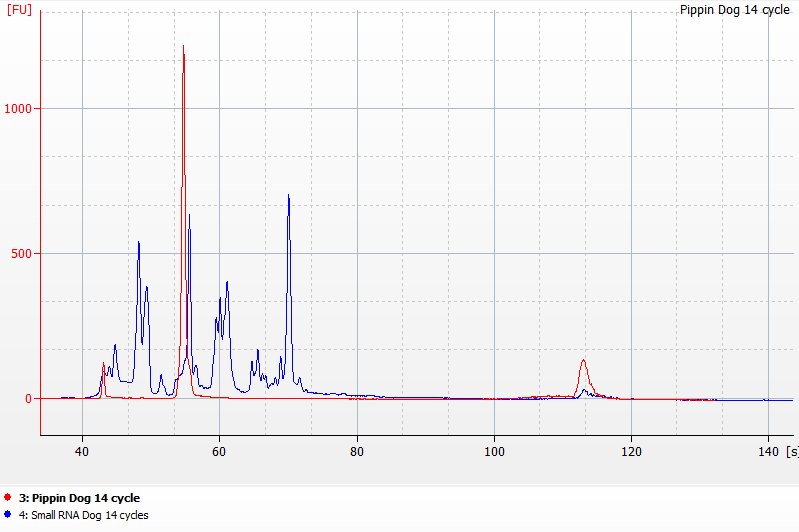 [FU]
Pippin Dog 14 cycle
1000
500
0
40 60 80 100 120 140 [s]
3: Pippin Dog 14 cycle
4: Small RNA Dog 14 cycles